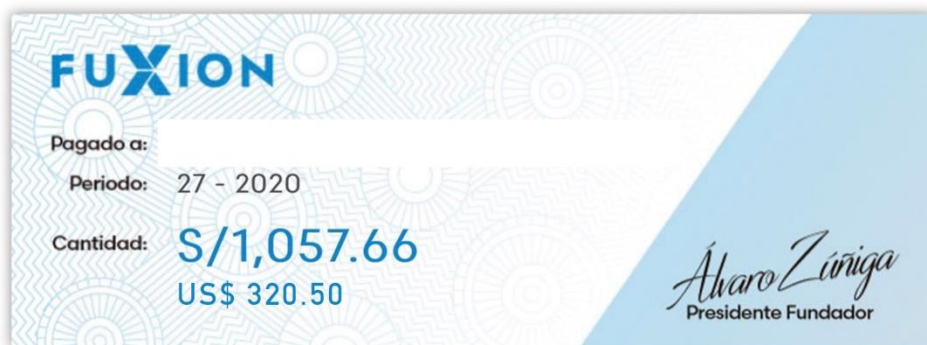 FUXION
Pagado a:
Periodo: 27 - 2020
Cantidad: S/1,057.66
US$ 320.50
Álvaro Zúñiga
Presidente Fundador